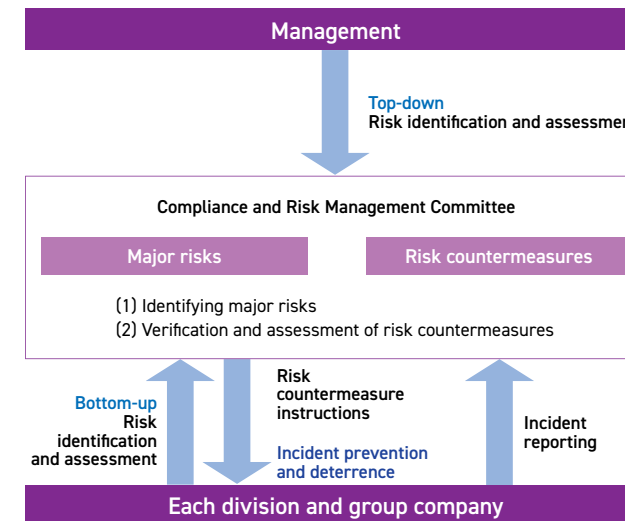 Management
Top-down
Risk identification and assessmen
Compliance and Risk Management Committee
Major risks
Risk countermeasures
(1) Identifying major risks
(2) Verification and assessment of risk countermeasures
Bottom-up
Risk
identification
and assessment
Risk
countermeasure
instructions
Incident prevention
and deterrence
Incident
reporting
Each division and group company